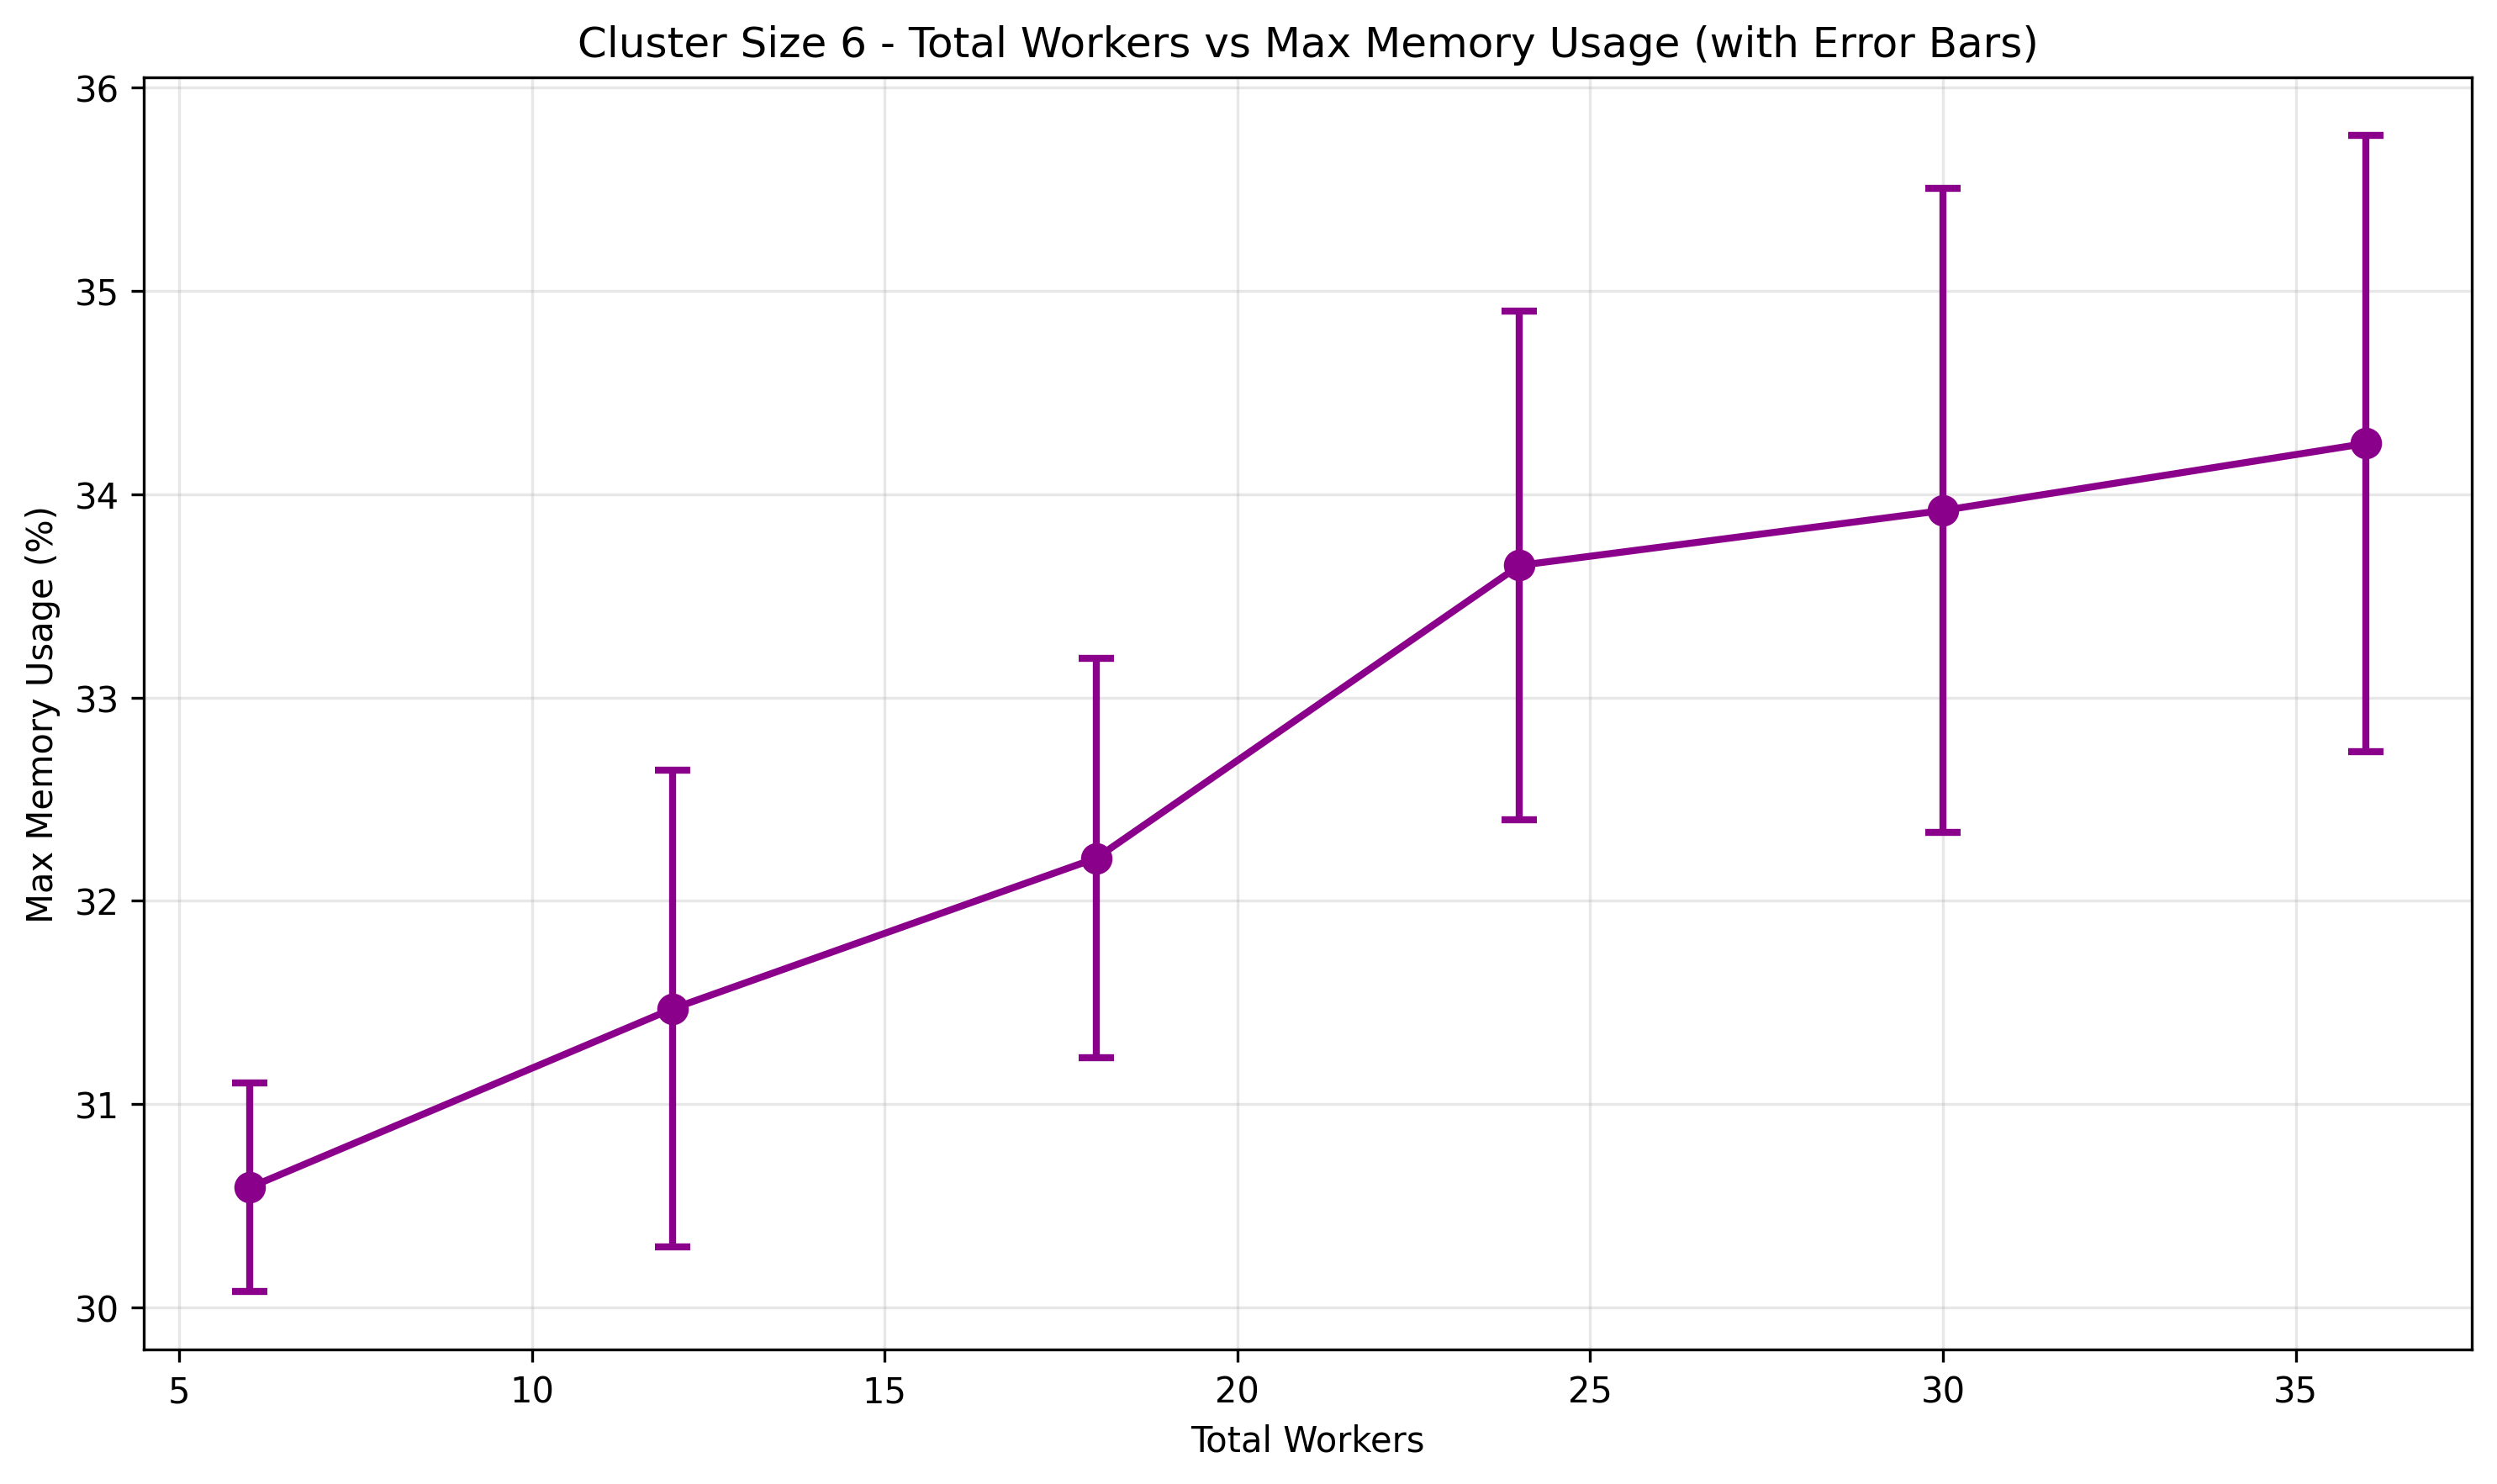 Cluster Size 6 - Total Workers vs Max Memory Usage (with Error Bars)
Max Memory Usage (%)
36
35
34
33
32
31
30
5 10 15 20 25 30 35
Total Workers